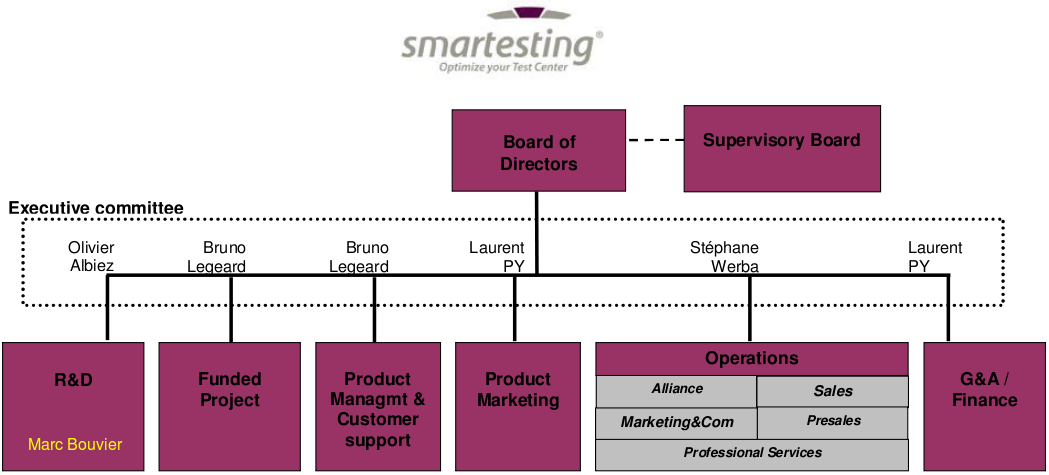 smartesting®
Optimize your Test Center
Board of
Directors
Supervisory Board
Executive committee
Olivier
Albiez
Bruno
Legeard
Bruno
Legeard
Laurent
PY
Stéphane
Werba
Laurent
PY
R&D
Marc Bouvier
Funded
Project
Product
Managmt &
Customer
support
Product
Marketing
Operations
Alliance
Sales
Marketing&Com
Presales
Professional Services
G&A /
Finance